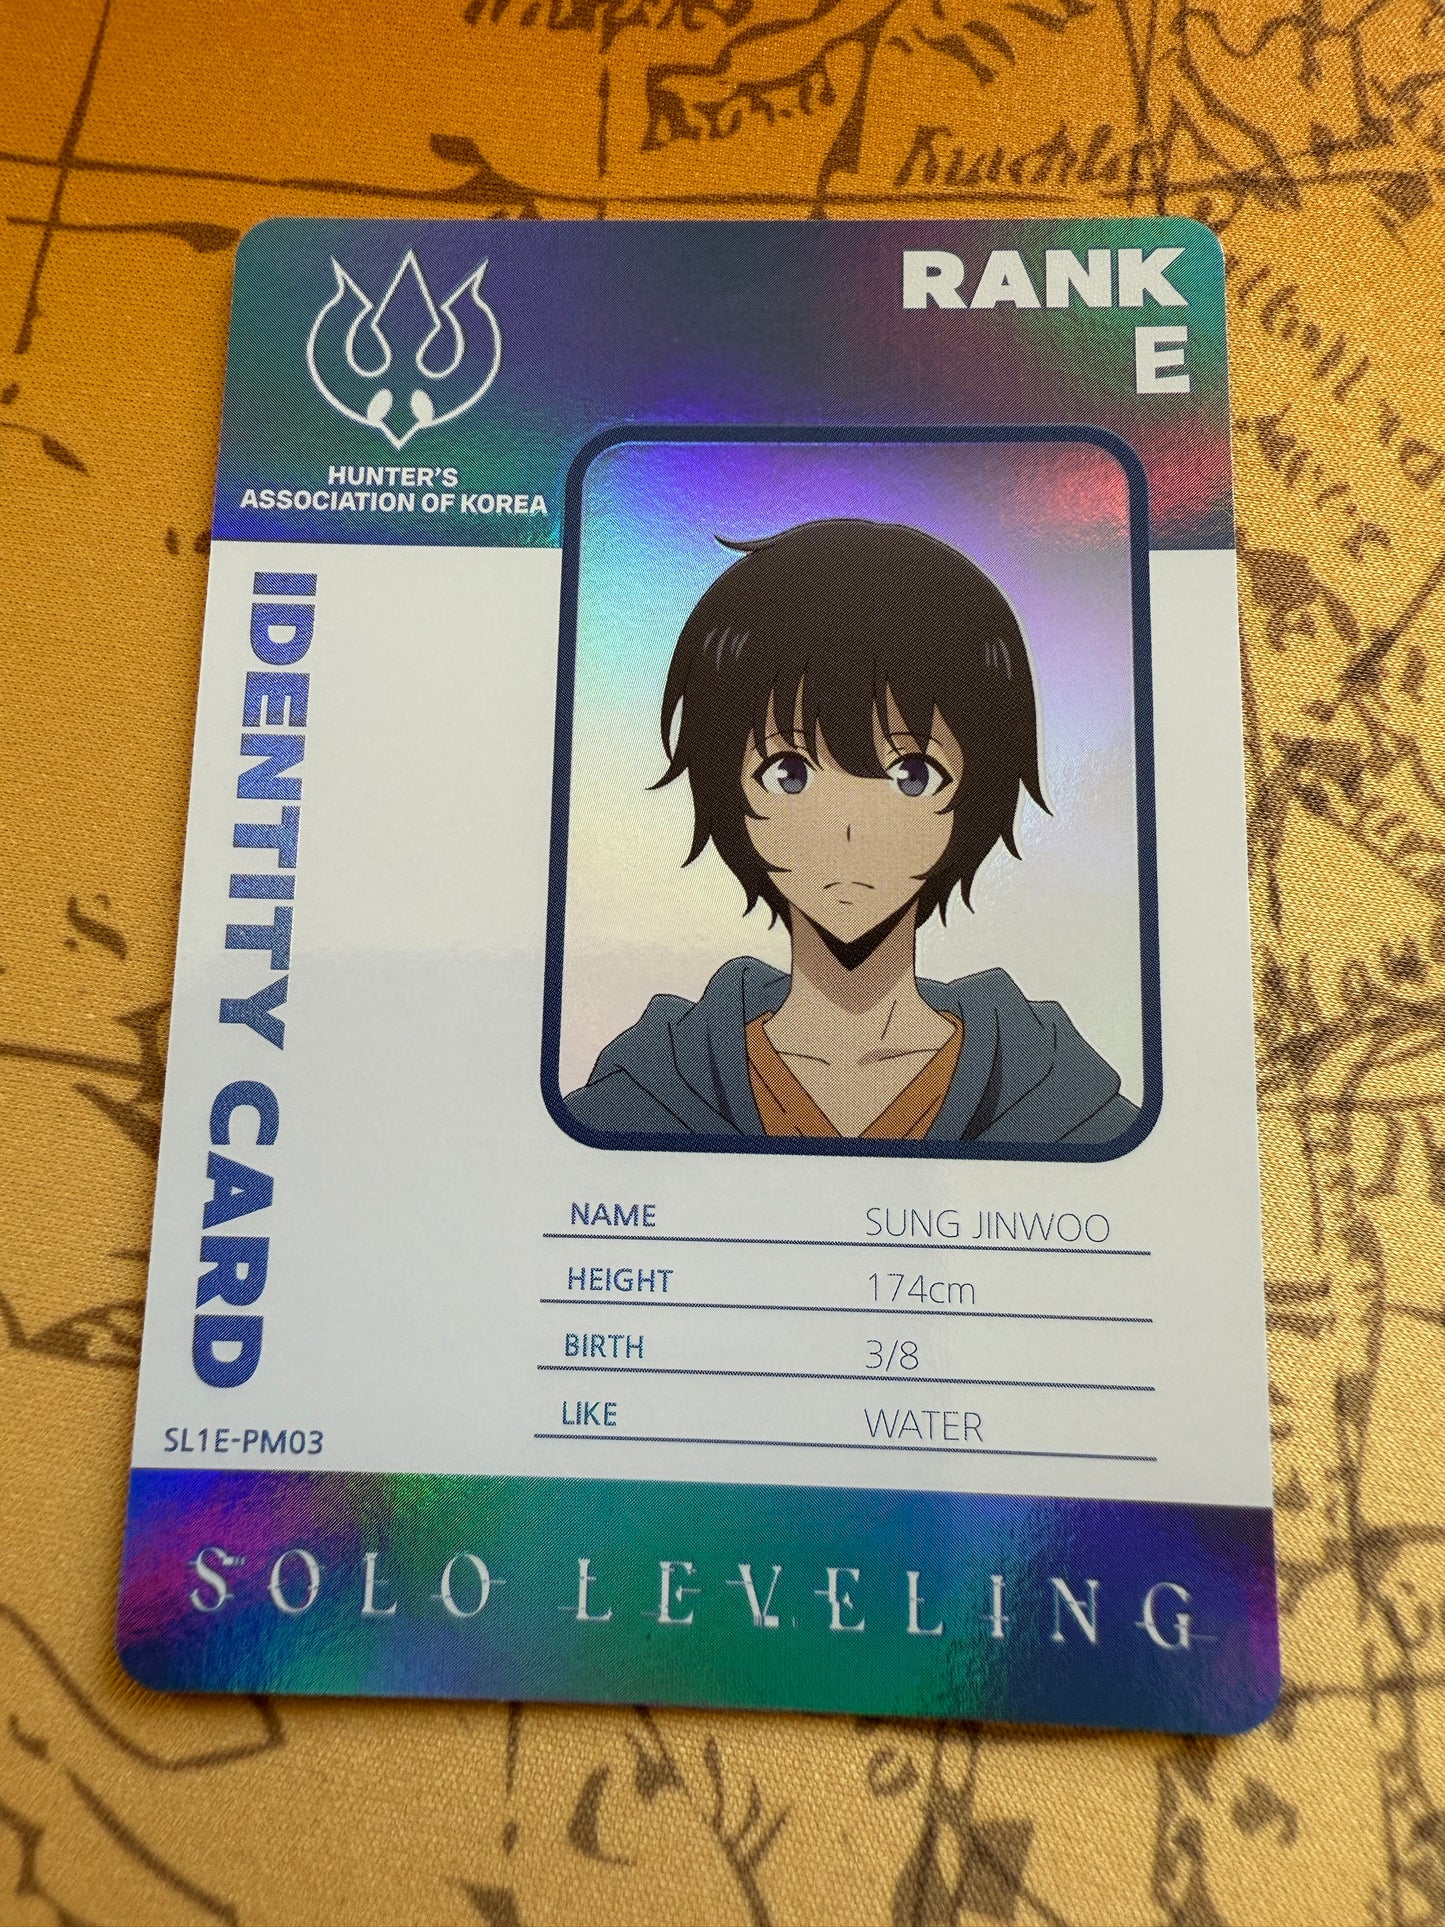 RANK
E
HUNTER'S
ASSOCIATION OF KOREA
IDENTITY CARD
NAME SUNG JINWOO
HEIGHT 174cm
BIRTH 3/8
LIKE WATER
SL1E-PM03
SOLO LEVELING